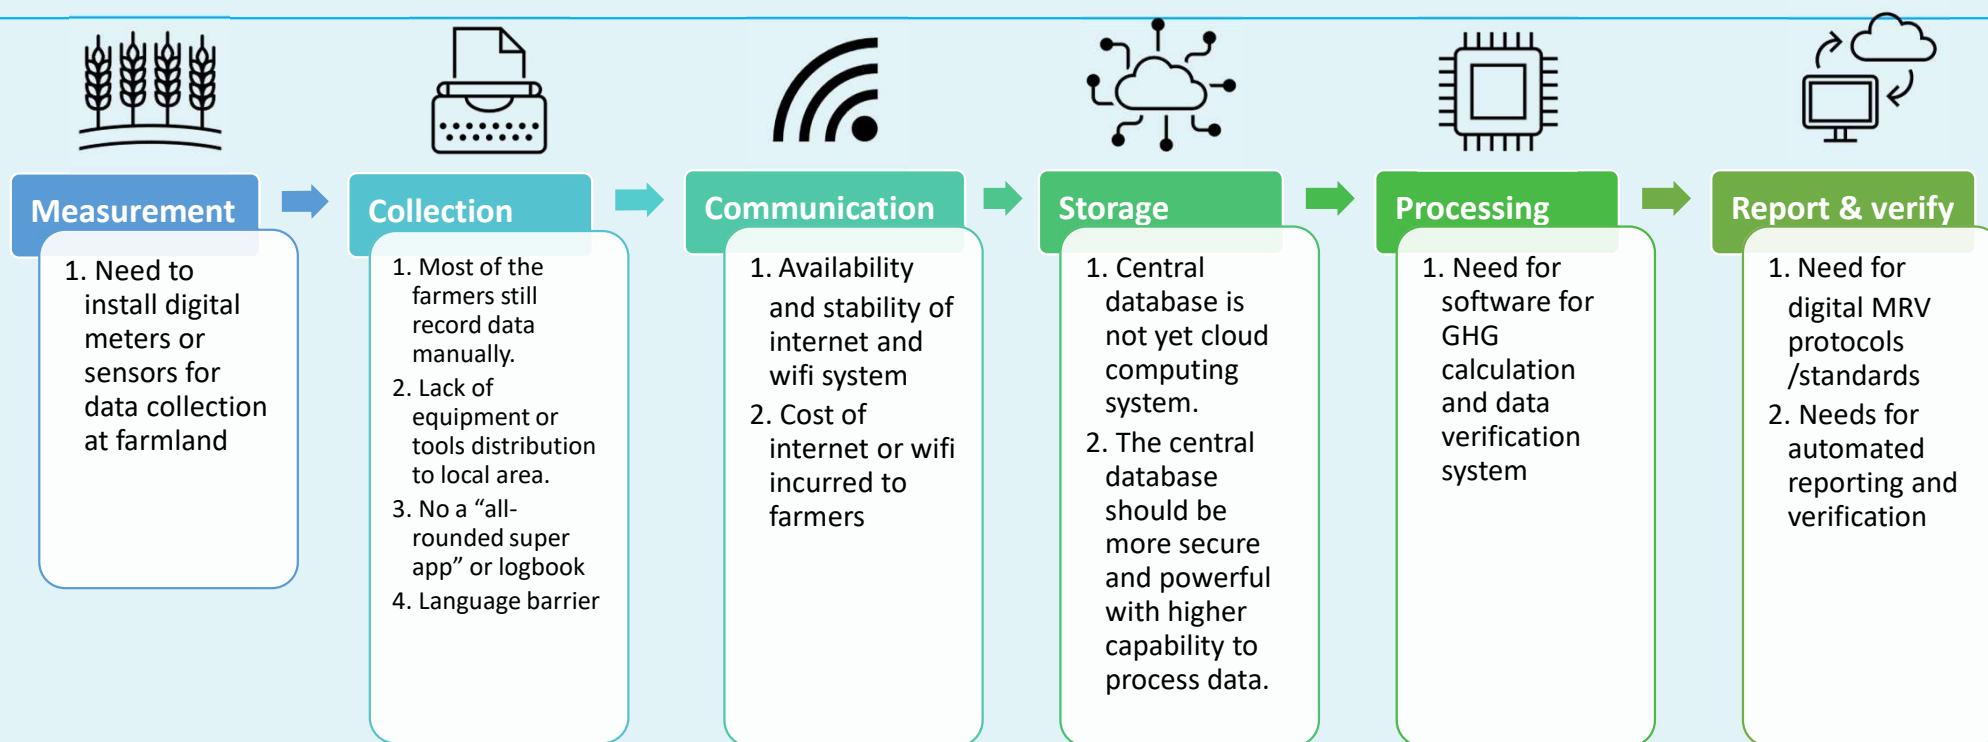 Measurement
1. Need to
install digital
meters or
sensors for
data collection
at farmland
Collection
1. Most of the
farmers still
record data
manually.
2. Lack of
equipment or
tools distribution
to local area.
3. No a “all-
rounded super
app” or logbook
4. Language barrier
Communication
1. Availability
and stability of
internet and
wifi system
2. Cost of
internet or wifi
incurred to
farmers
Storage
1. Central
database is
not yet cloud
computing
system.
2. The central
database
should be
more secure
and powerful
with higher
capability to
process data.
Processing
1. Need for
software for
GHG
calculation
and data
verification
system
Report & verify
1. Need for
digital MRV
protocols
/standards
2. Needs for
automated
reporting and
verification